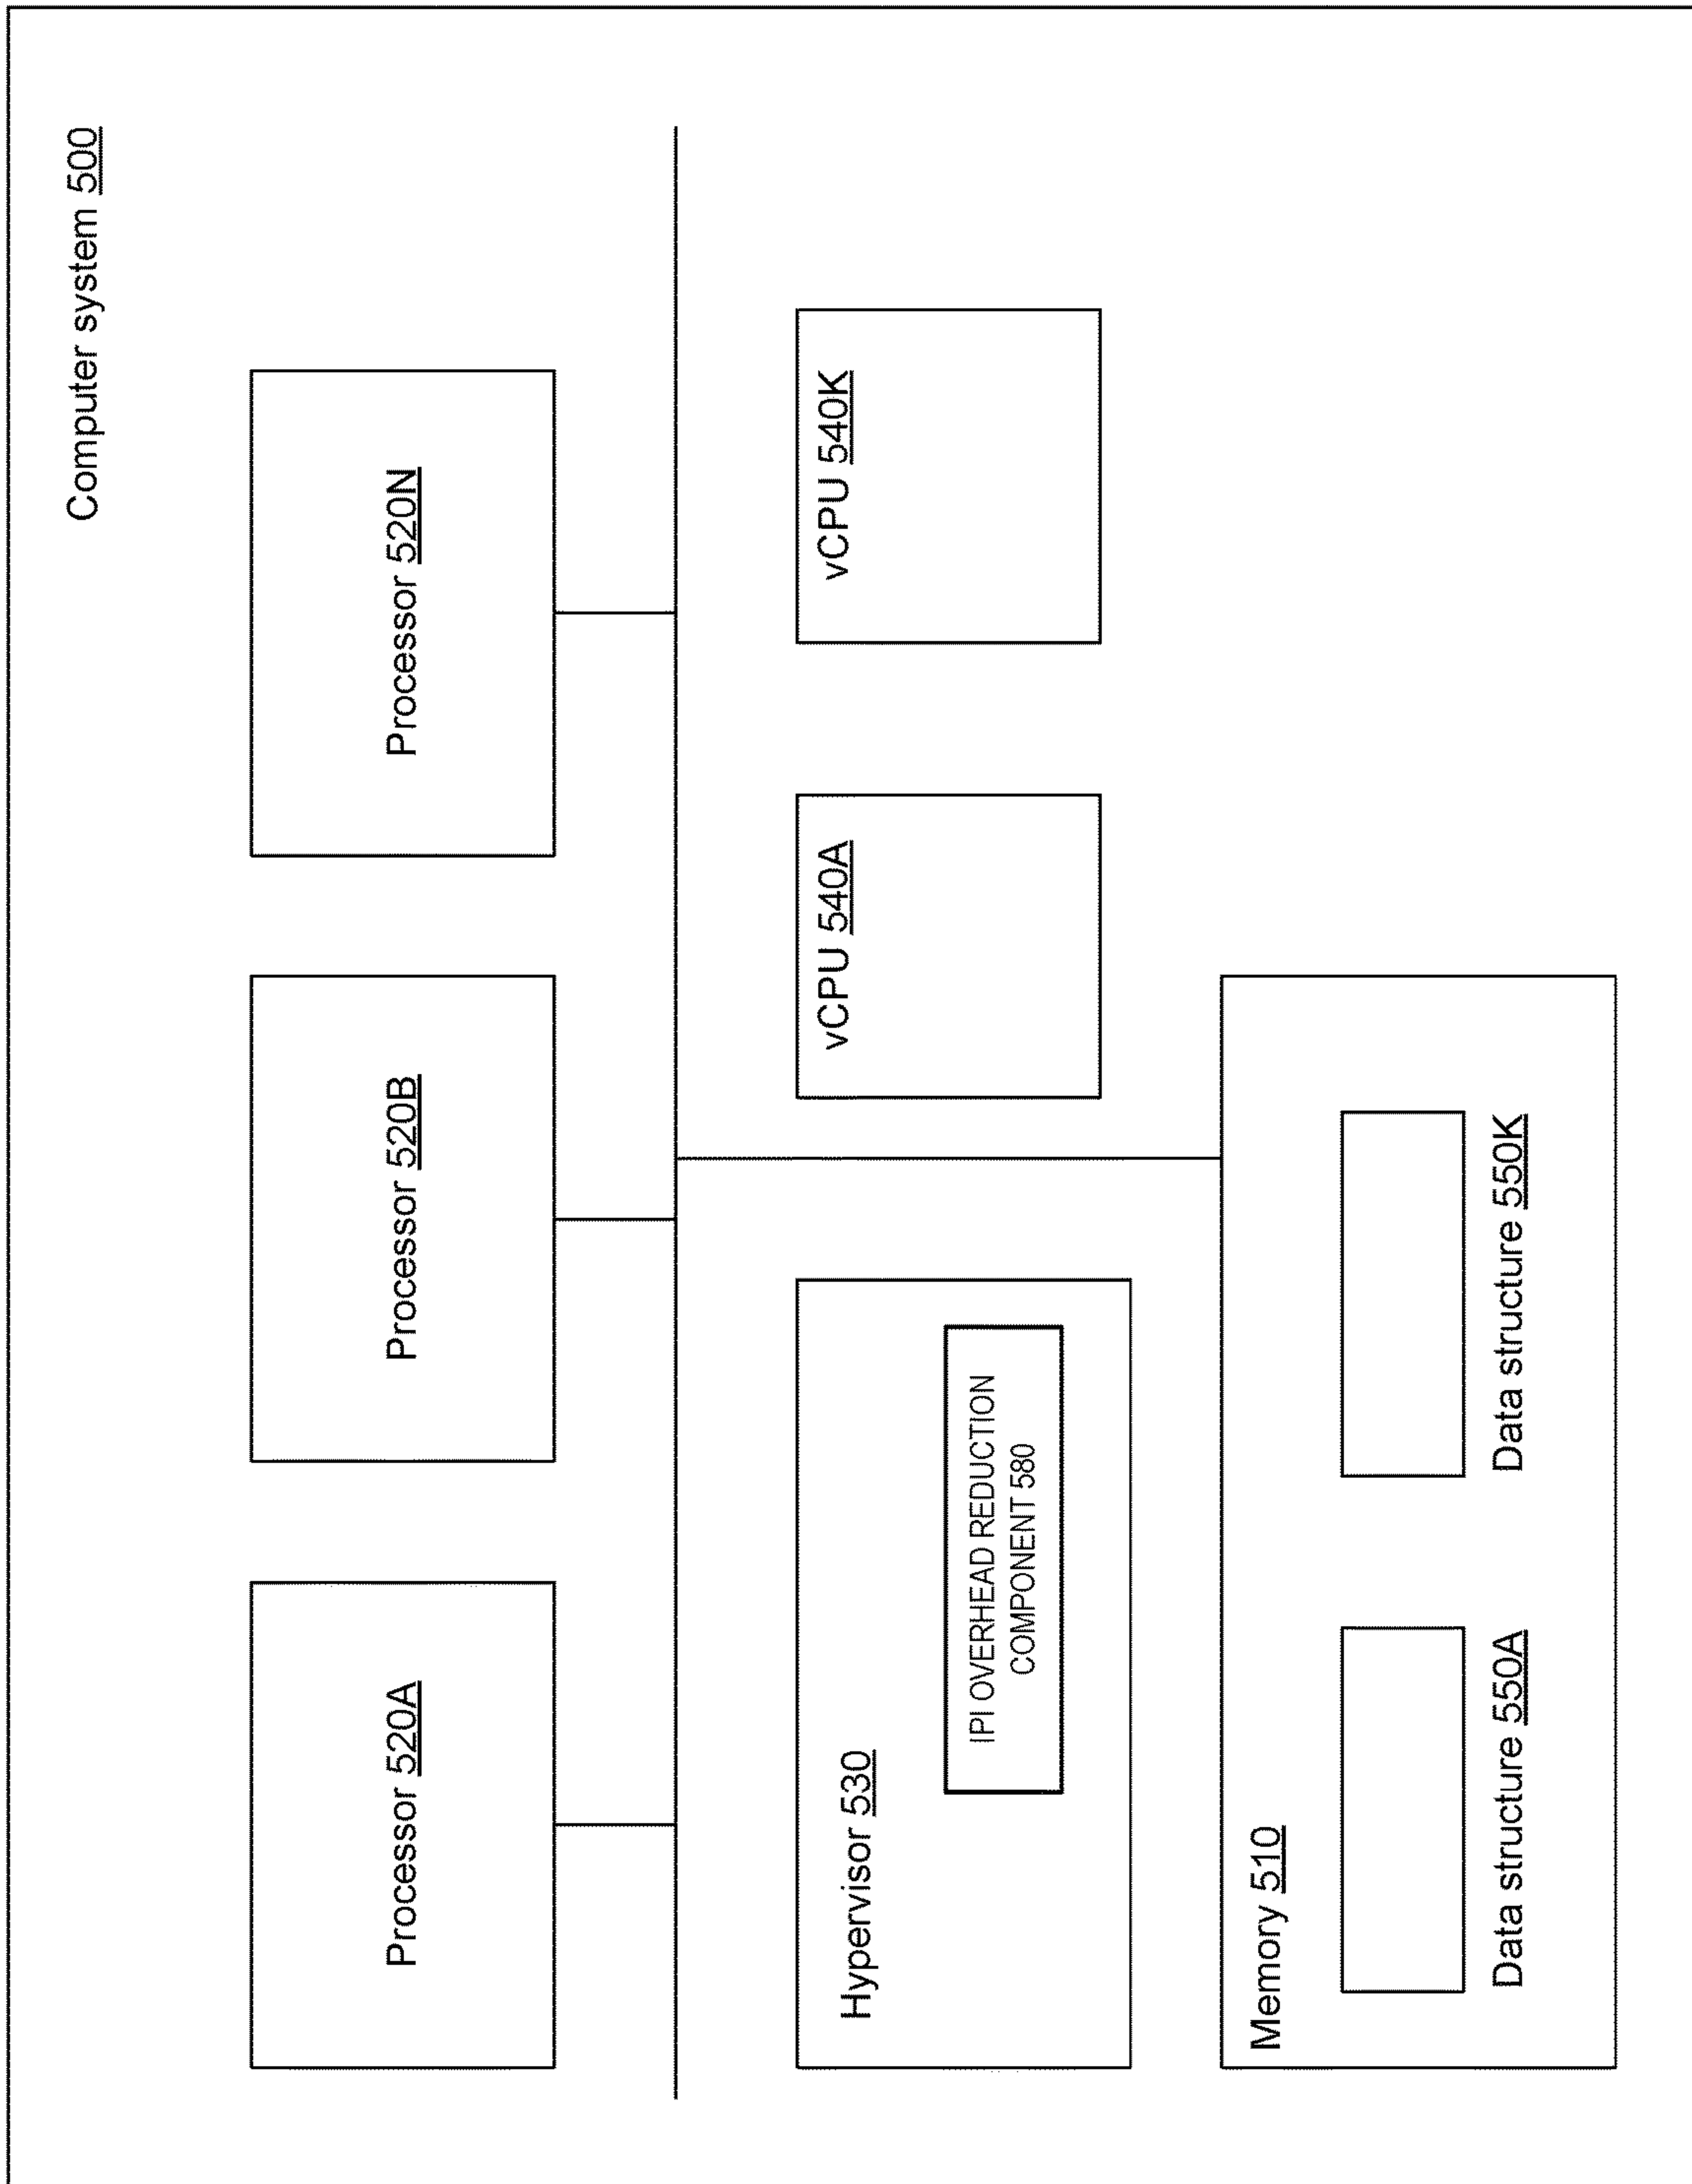 Computer system 500
Processor 520A
Processor 520B
Processor 520N
Hypervisor 530
IPI OVERHEAD REDUCTION
COMPONENT 580
vCPU 540A
vCPU 540K
Memory 510
Data structure 550A
Data structure 550K